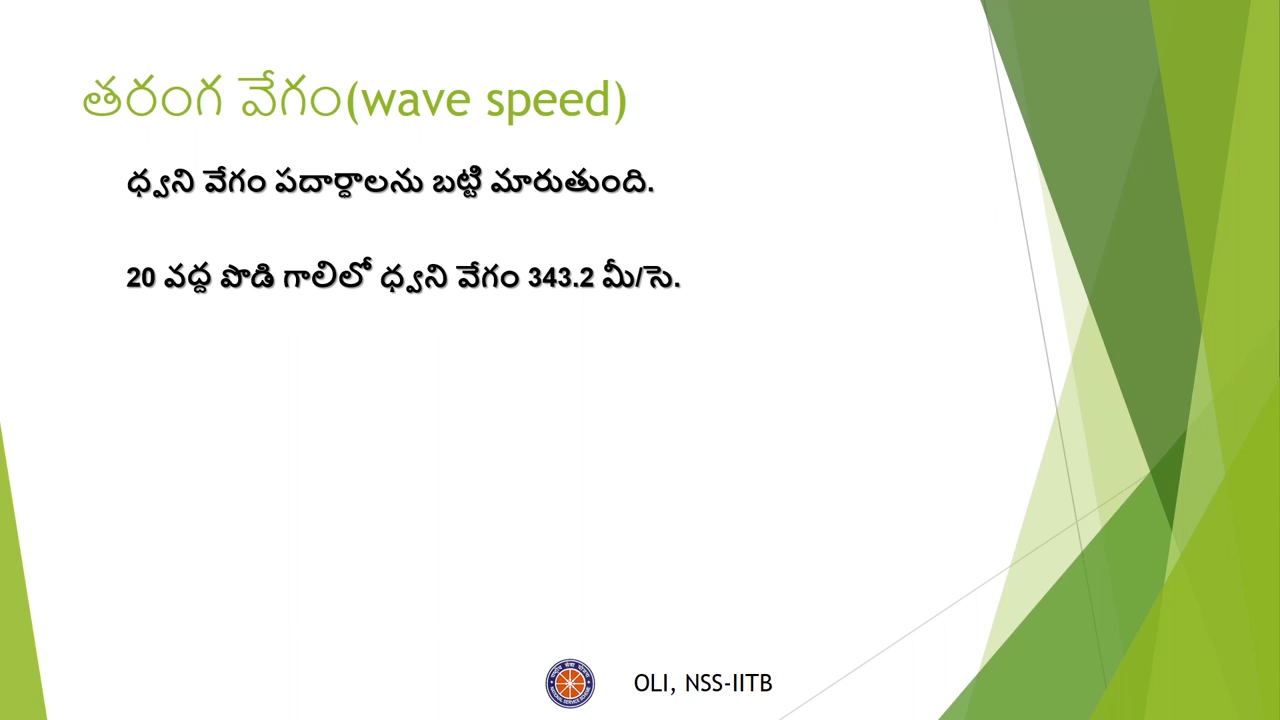 తరంగ వేగం(wave speed)
ధ్వని వేగం పదార్ధాలను బట్టి మారుతుంది.
20 వద్ద పొడి గాలిలో ధ్వని వేగం 343.2 మీ/సె.
OLI, NSS-IITB